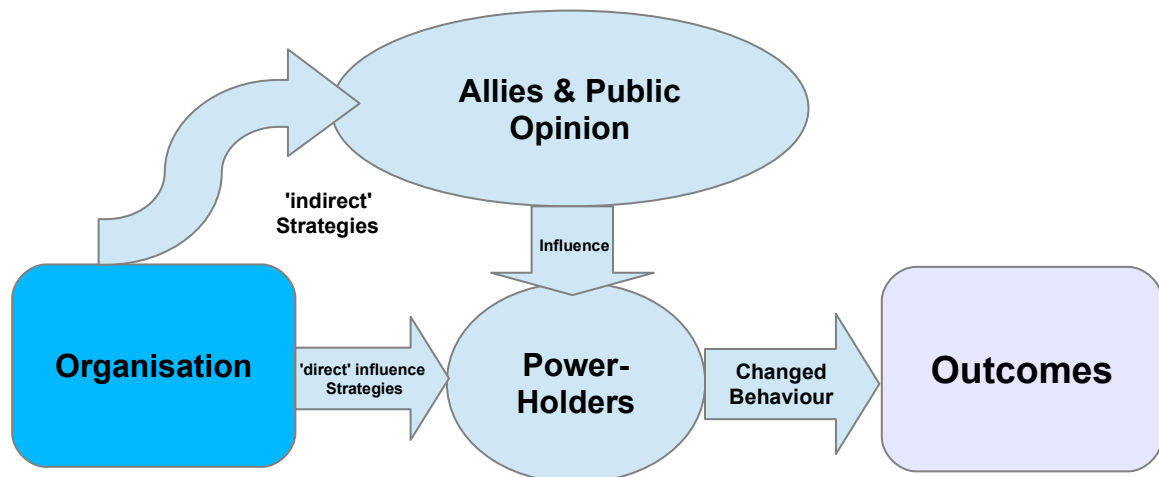 Allies & Public
Opinion
'indirect'
Strategies
Influence
Organisation
'direct' influence
Strategies
Power-
Holders
Changed
Behaviour
Outcomes